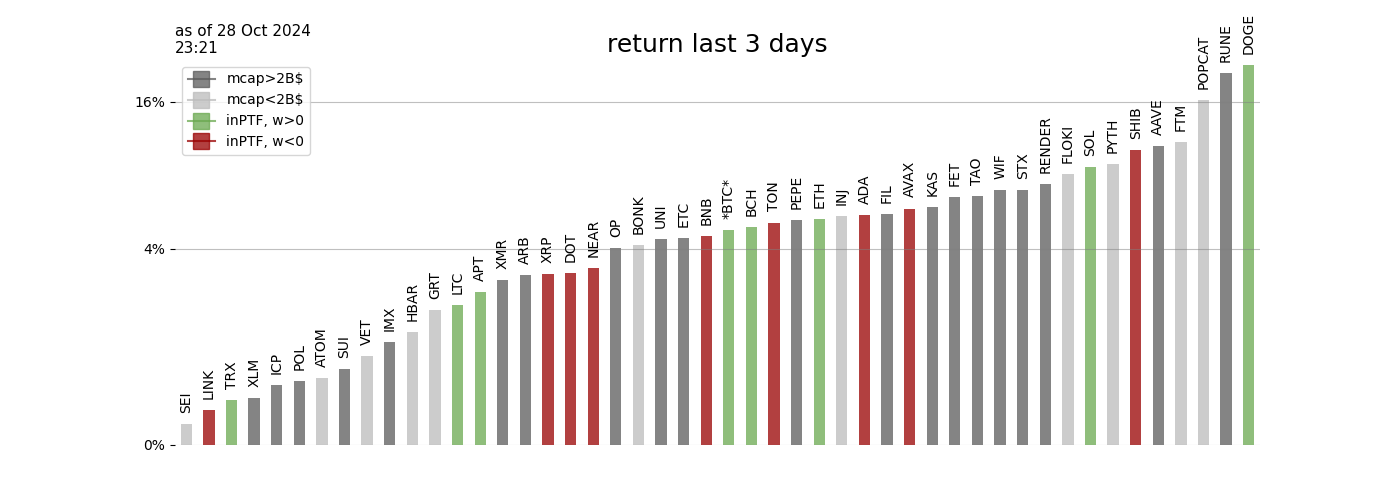 as of 28 Oct 2024
23:21
return last 3 days
mcap>2B$
mcap<2B$
inPTF, w>0
inPTF, w<0
16%
4%
0%
SEI
LINK
TRX
XLM
ICP
POL
ATOM
SUI
VET
IMX
HBAR
GRT
LTC
APT
XMR
ARB
XRP
DOT
NEAR
OP
BONK
UNI
ETC
BNB
*BTC*
BCH
TON
PEPE
ETH
INJ
ADA
FIL
AVAX
KAS
FET
TAO
WIF
STX
RENDER
FLOKI
SOL
PYTH
SHIB
AAVE
FTM
POPCAT
RUNE
DOGE